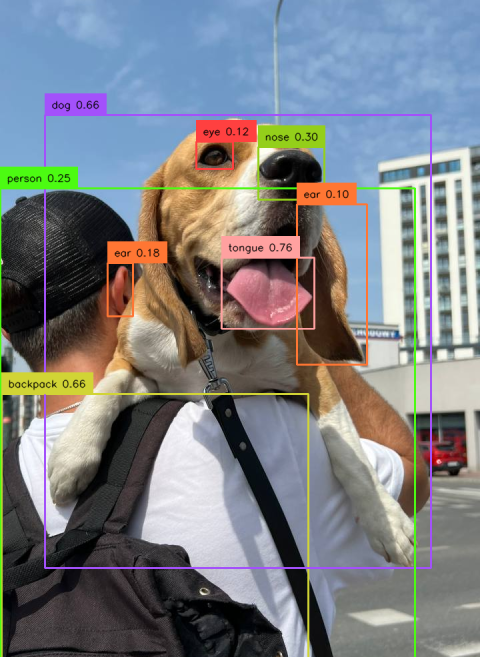 dog 0.66
eye 0.12
nose 0.30
person 0.25
ear 0.10
ear 0.18
tongue 0.76
backpack 0.66